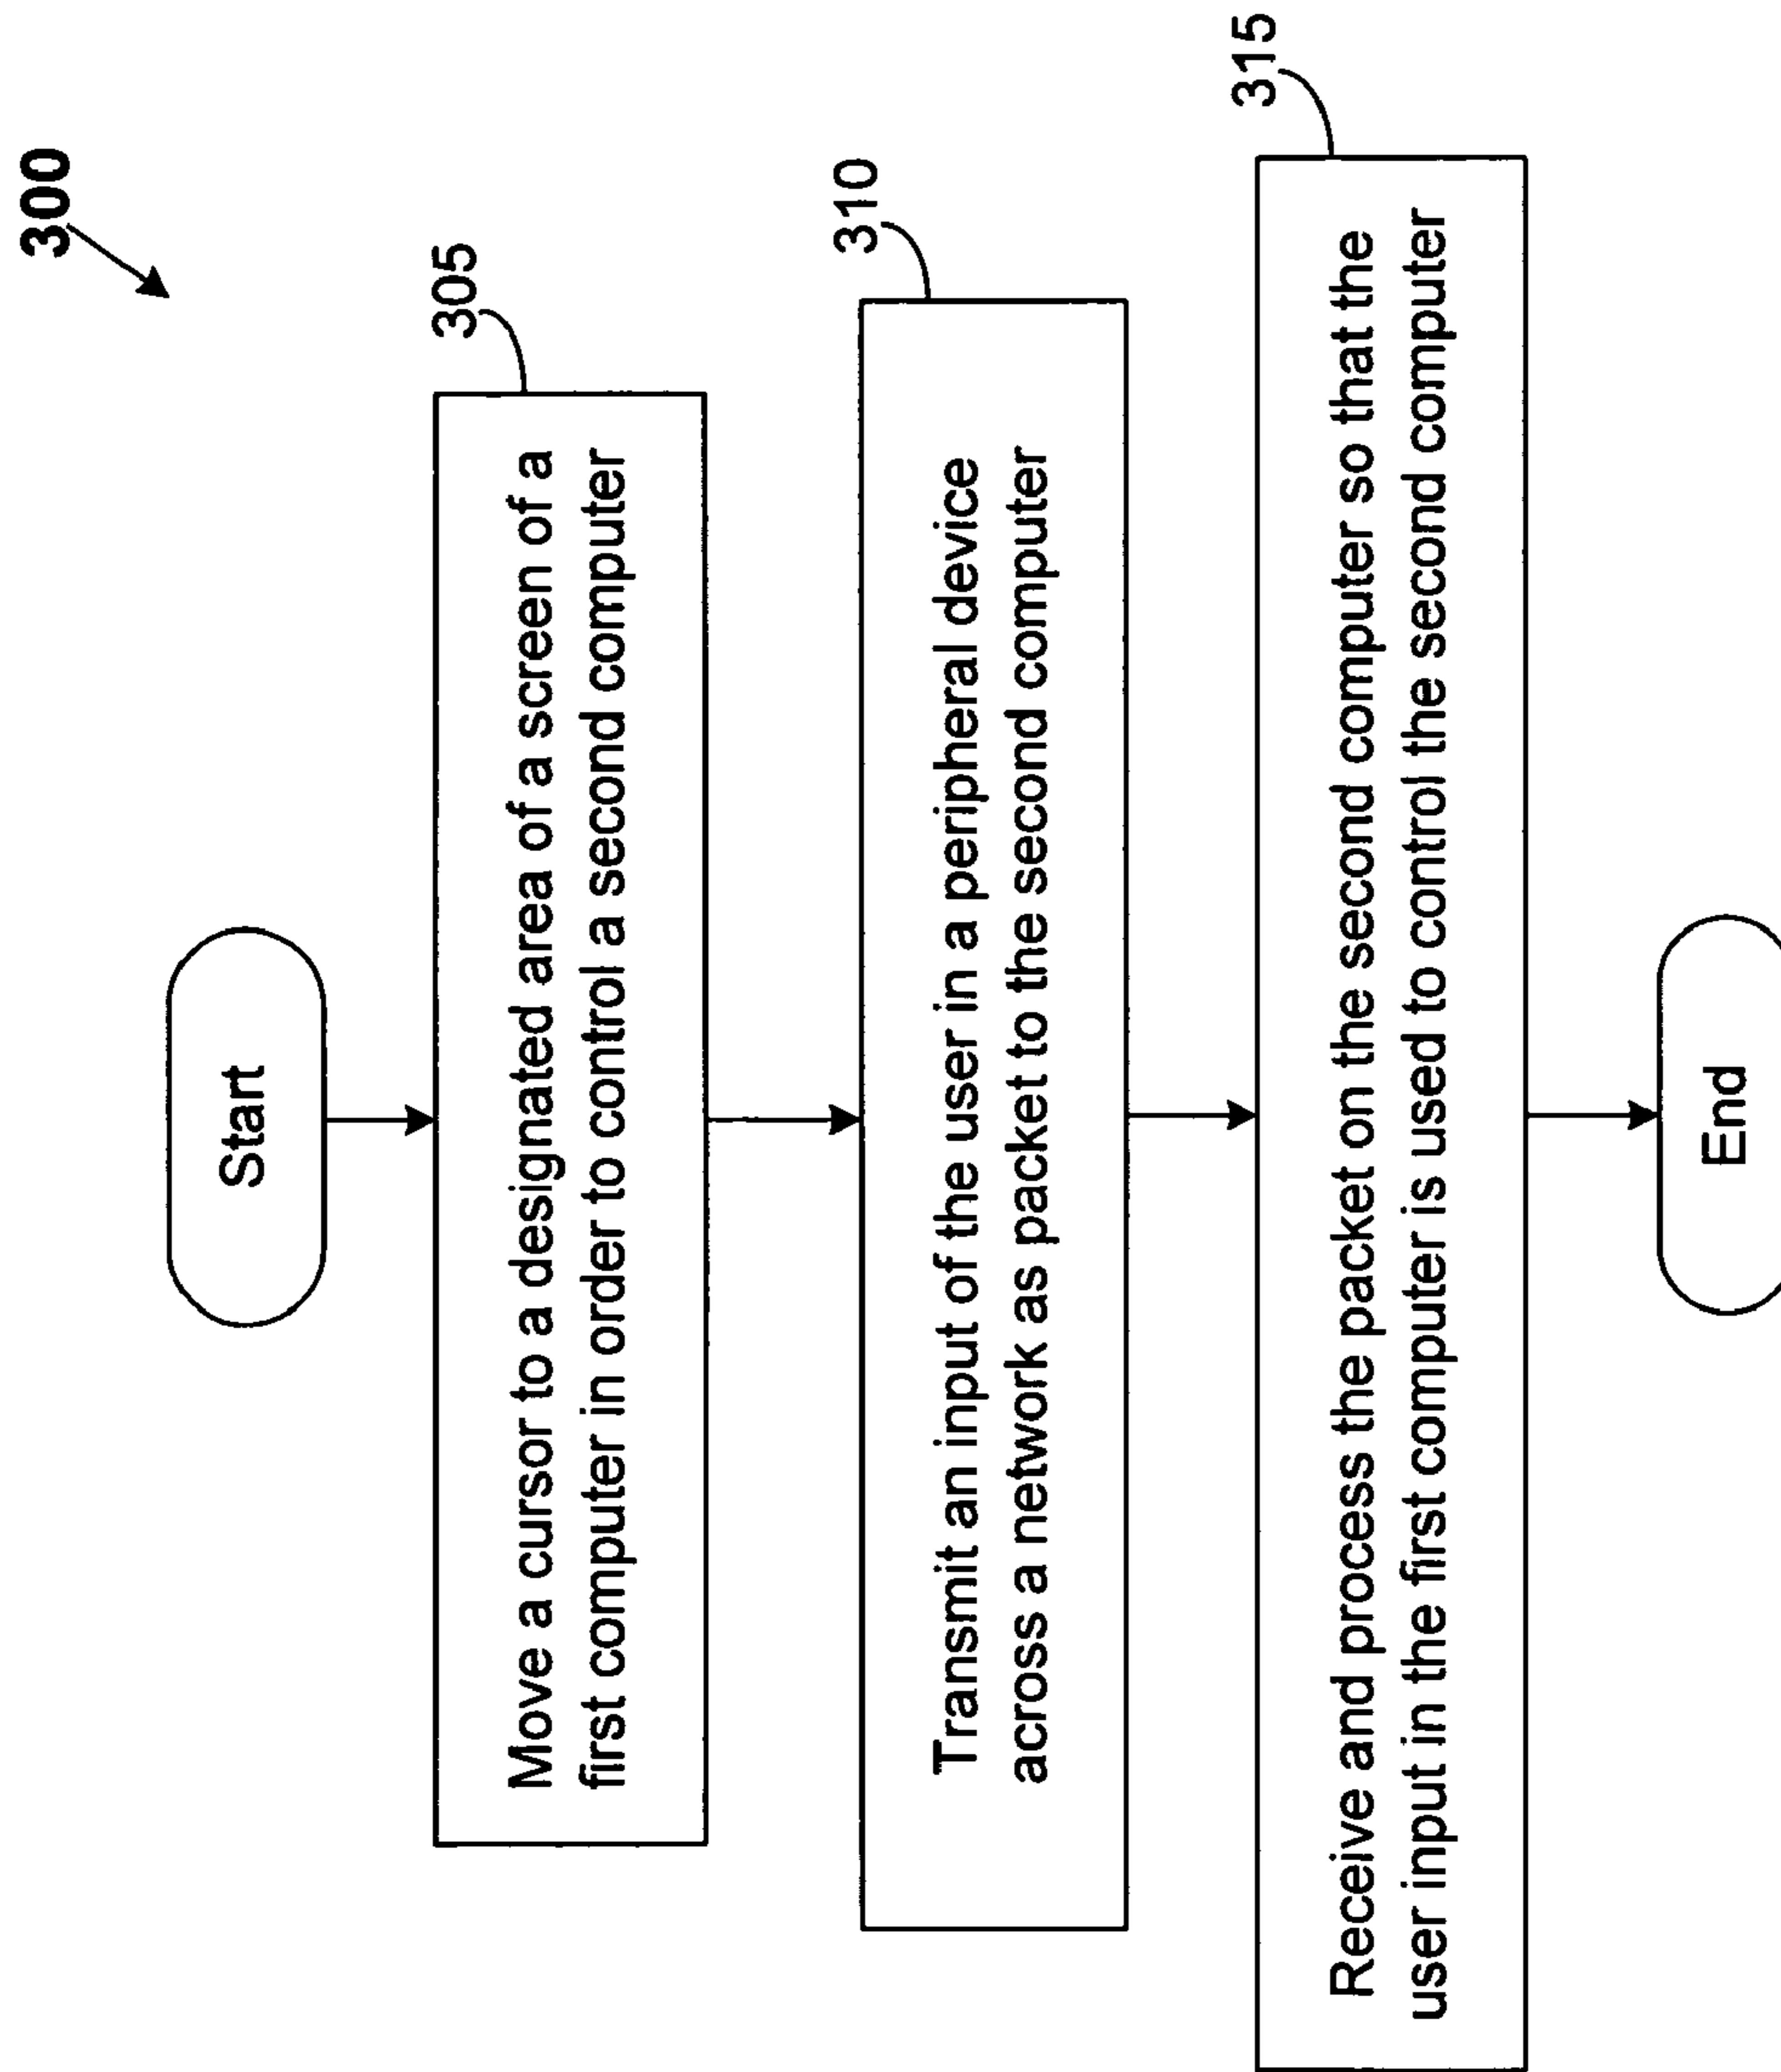 300
Start
305
Move a cursor to a designated area of a screen of a
first computer in order to control a second computer
310
Transmit an input of the user in a peripheral device
across a network as packet to the second computer
315
Receive and process the packet on the second computer so that the
user input in the first computer is used to control the second computer
End